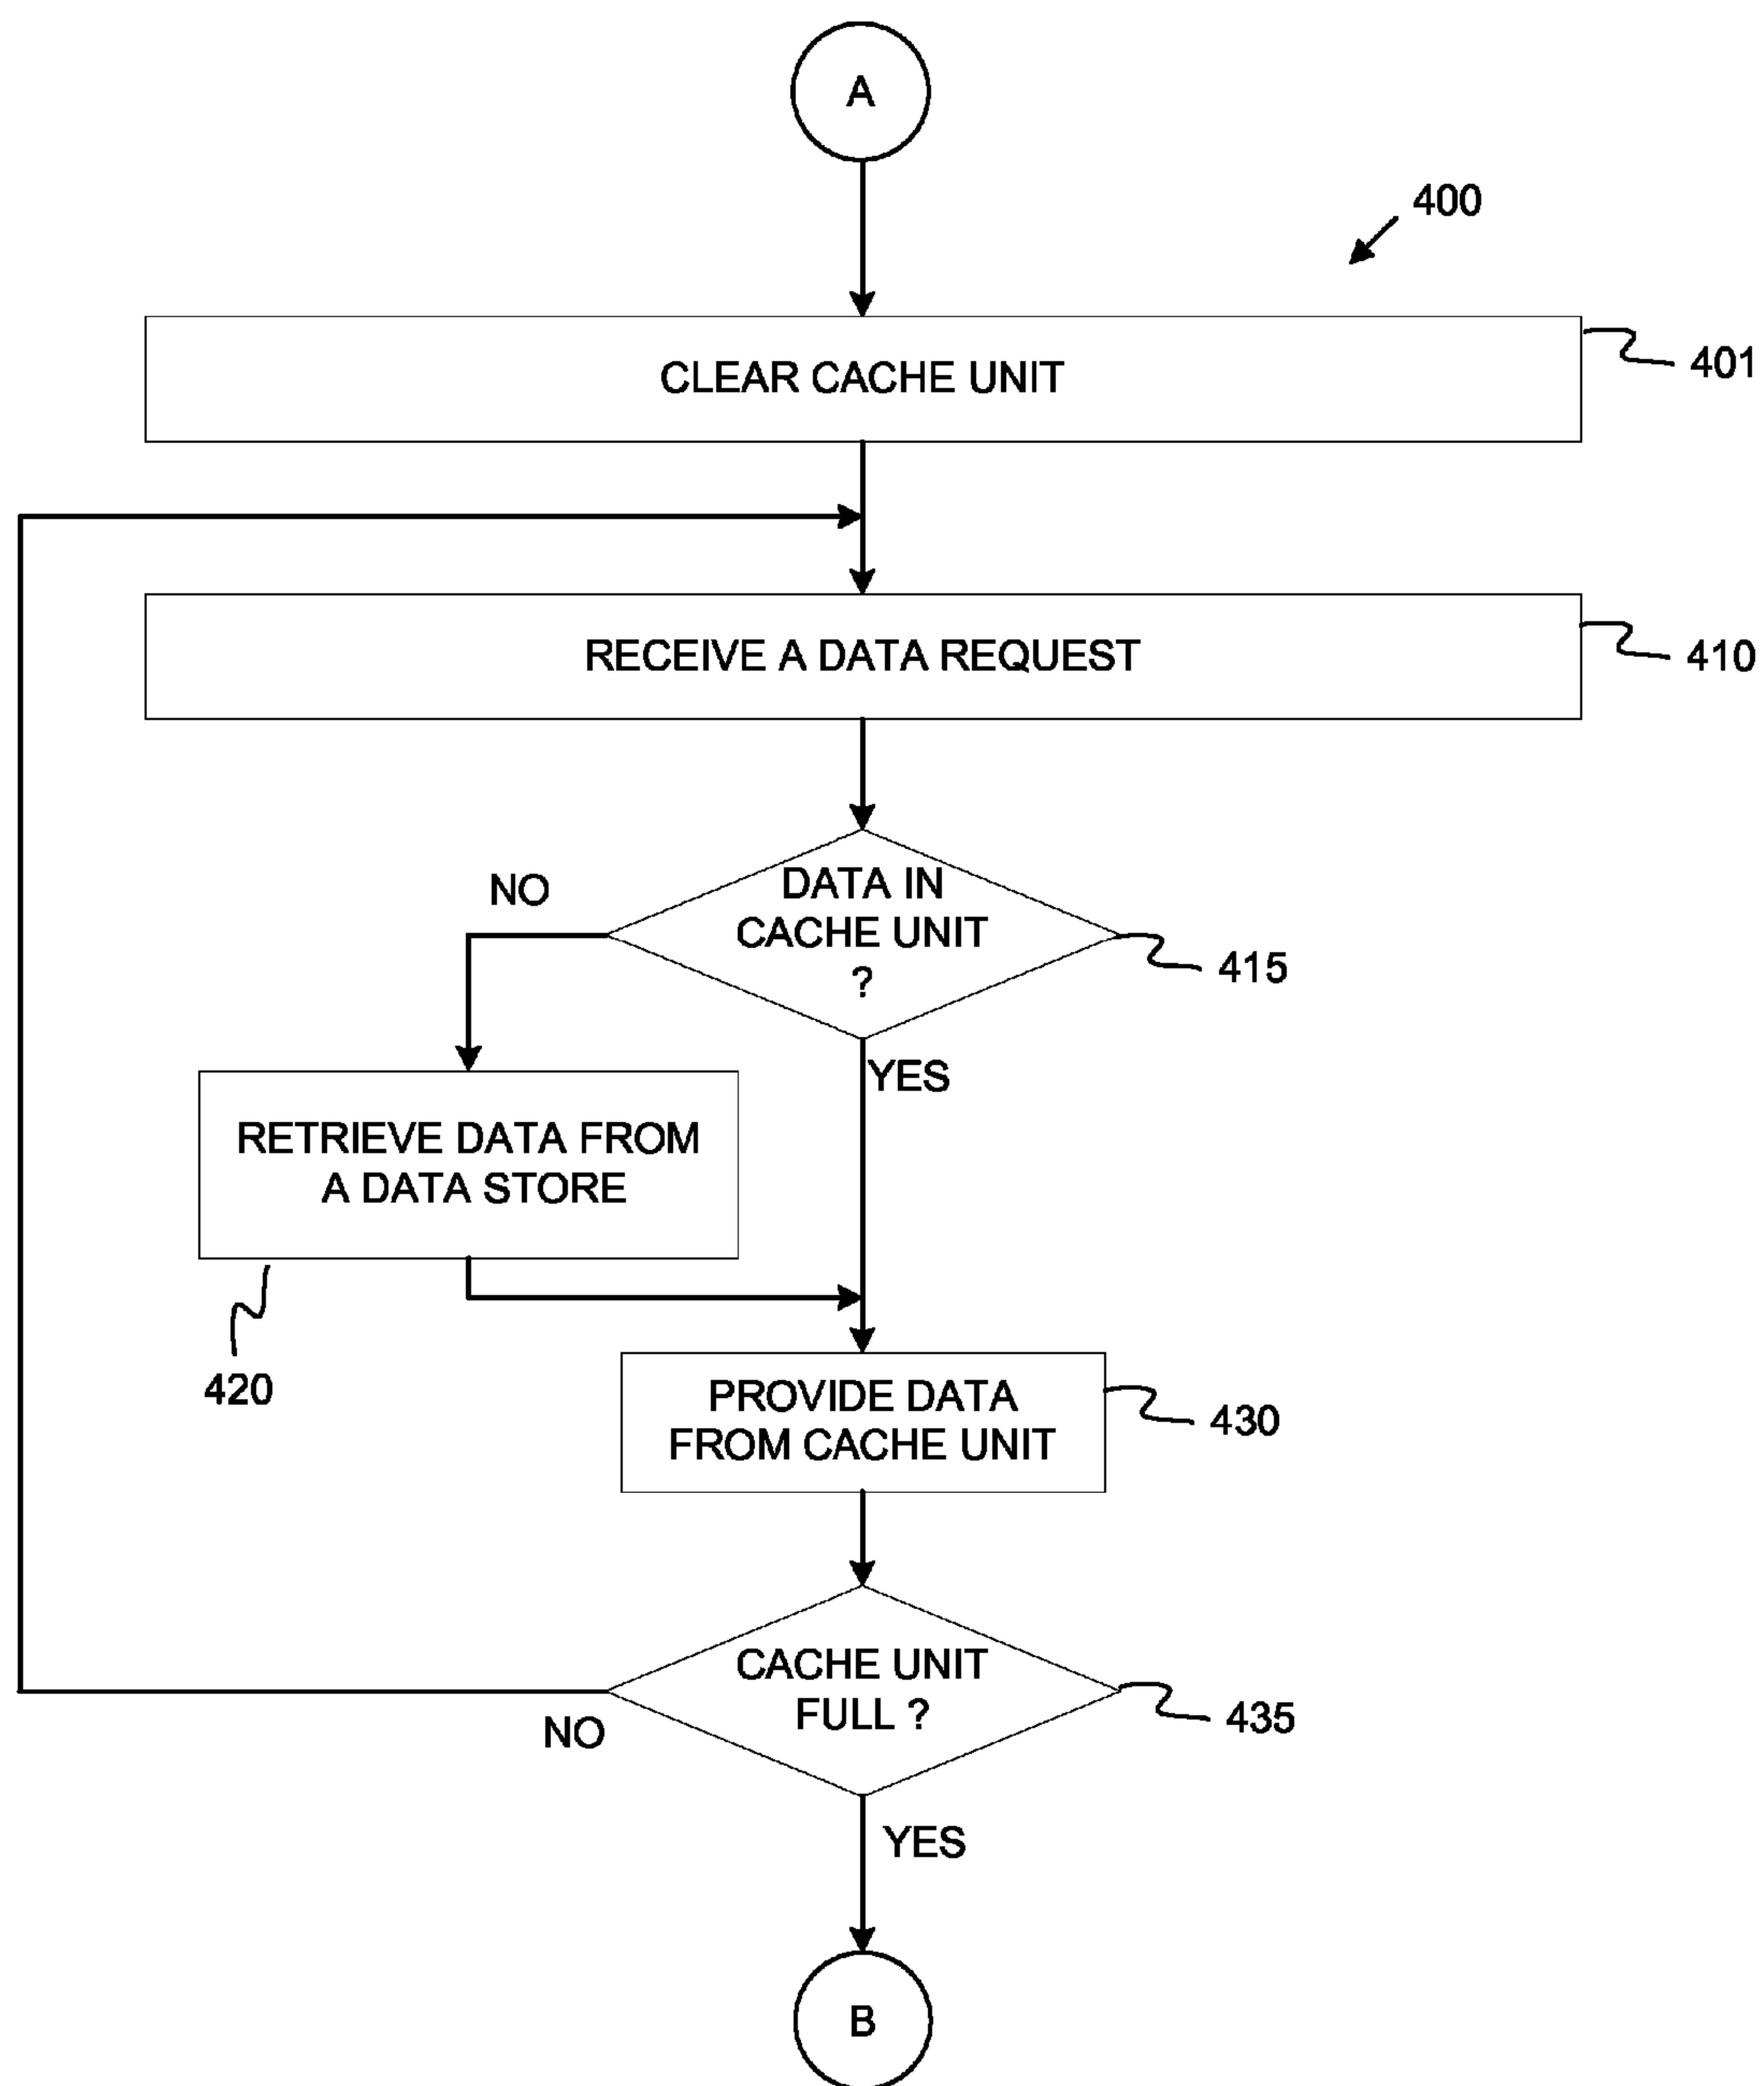 A
400
CLEAR CACHE UNIT
401
RECEIVE A DATA REQUEST
410
DATA IN
CACHE UNIT
?
415
NO
YES
RETRIEVE DATA FROM
A DATA STORE
420
PROVIDE DATA
FROM CACHE UNIT
430
CACHE UNIT
FULL ?
435
NO
YES
B